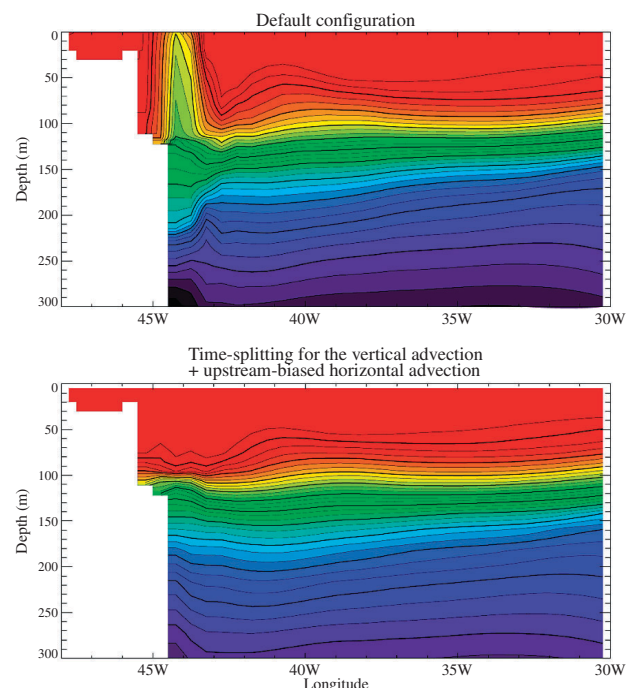 Default configuration
0
50
100
150
200
250
300
Depth (m)
45W
40W
35W
30W
Time-splitting for the vertical advection
+ upstream-biased horizontal advection
0
50
100
150
200
250
300
Depth (m)
45W
40W
35W
30W
Longitude